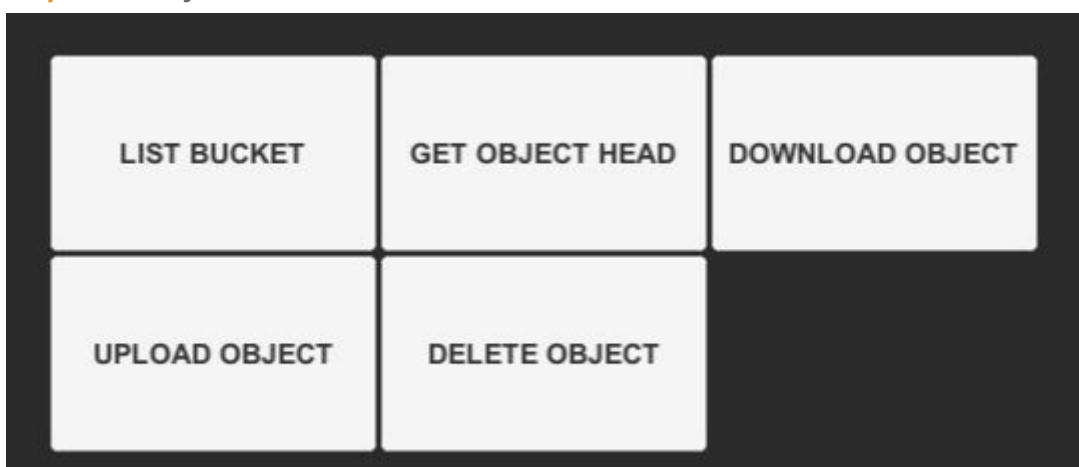 LIST BUCKET
GET OBJECT HEAD
DOWNLOAD OBJECT
UPLOAD OBJECT
DELETE OBJECT